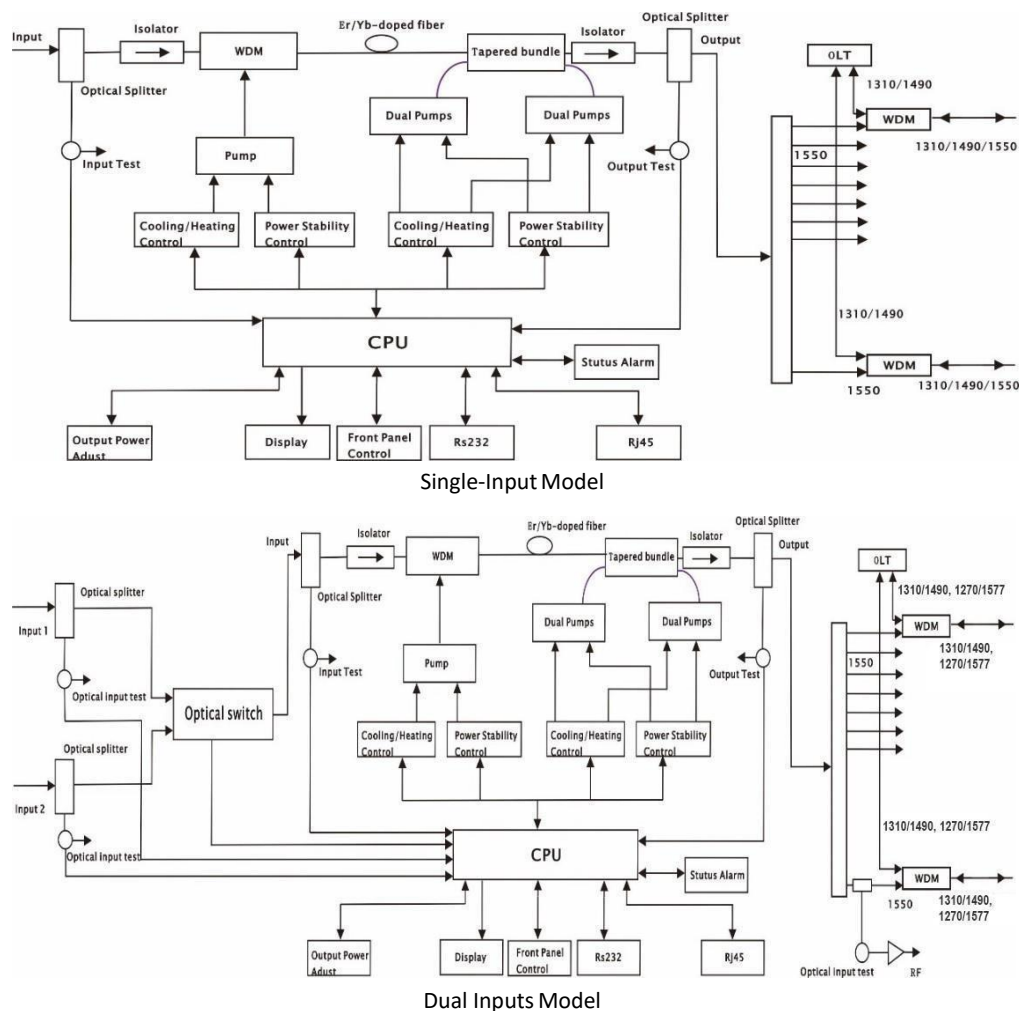 Input
Isolator
Er/Yb-doped fiber
Optical Splitter
WDM
Tapered bundle
Isolator
Output
OLT
Optical Splitter
1310/1490
Dual Pumps
Dual Pumps
WDM
Input Test
Pump
Output Test
1550
1310/1490/1550
Cooling/Heating
Control
Power Stability
Control
Cooling/Heating
Control
Power Stability
Control
1310/1490
CPU
Stutus Alarm
WDM
1550
1310/1490/1550
Output Power
Adust
Display
Front Panel
Control
Rs232
Rj45
Single-Input Model
Input
Isolator
Er/Yb-doped fiber
Optical Splitter
WDM
Tapered bundle
Isolator
Output
OLT
Optical splitter
Optical Splitter
1310/1490, 1270/1577
Input 1
Dual Pumps
Dual Pumps
WDM
Input Test
Pump
Output Test
1550
1310/1490,
1270/1577
Optical input test
Optical switch
Cooling/Heating
Control
Power Stability
Control
Cooling/Heating
Control
Power Stability
Control
Optical splitter
Input 2
1310/1490, 1270/1577
Optical input test
CPU
Stutus Alarm
WDM
1550
1310/1490,
1270/1577
Output Power
Adust
Display
Front Panel
Control
Rs232
RJ45
Optical input test
RF
Dual Inputs Model